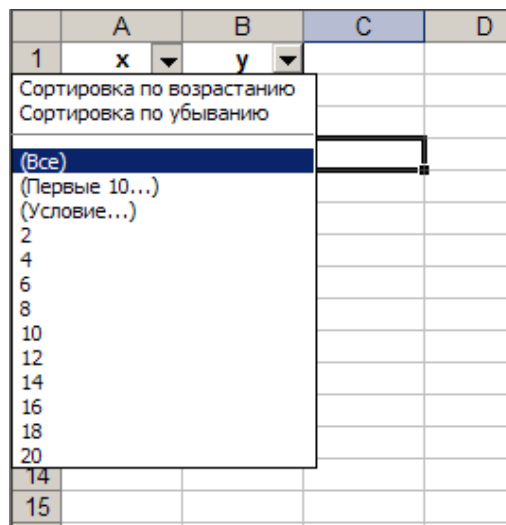 A B C D
1 x y
Сортировка по возрастанию
Сортировка по убыванию
(Все)
(Первые 10...)
(Условие...)
2
4
6
8
10
12
14
16
18
20
14
15